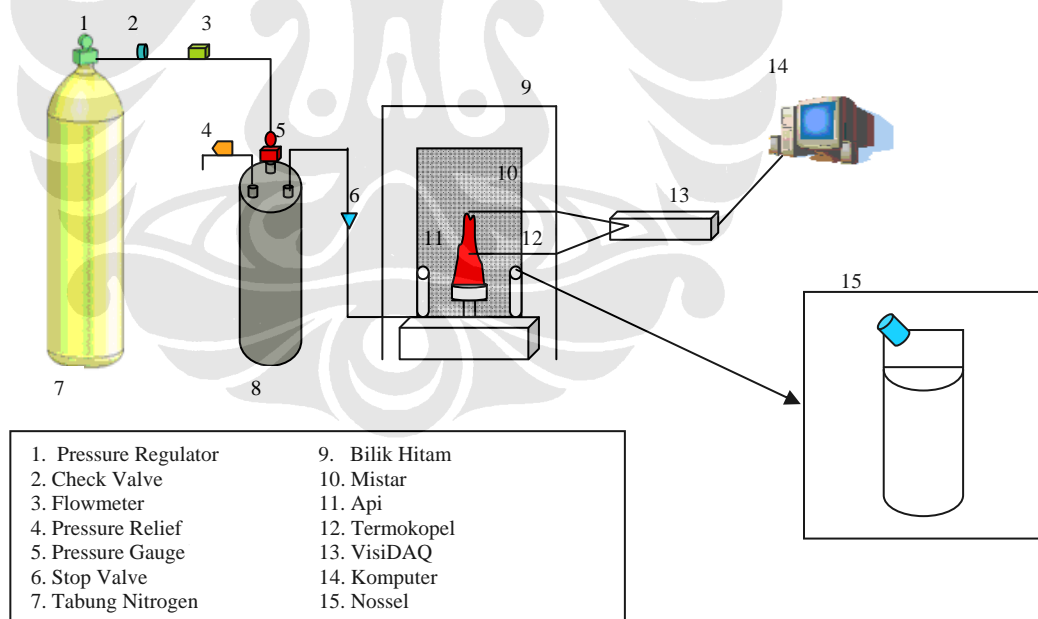 1 2 3
14
9
4 5
10
6 13
11 12
15
7 8
1. Pressure Regulator
2. Check Valve
3. Flowmeter
4. Pressure Relief
5. Pressure Gauge
6. Stop Valve
7. Tabung Nitrogen
9. Bilik Hitam
10. Mistar
11. Api
12. Termokopel
13. VisiDAQ
14. Komputer
15. Nossel